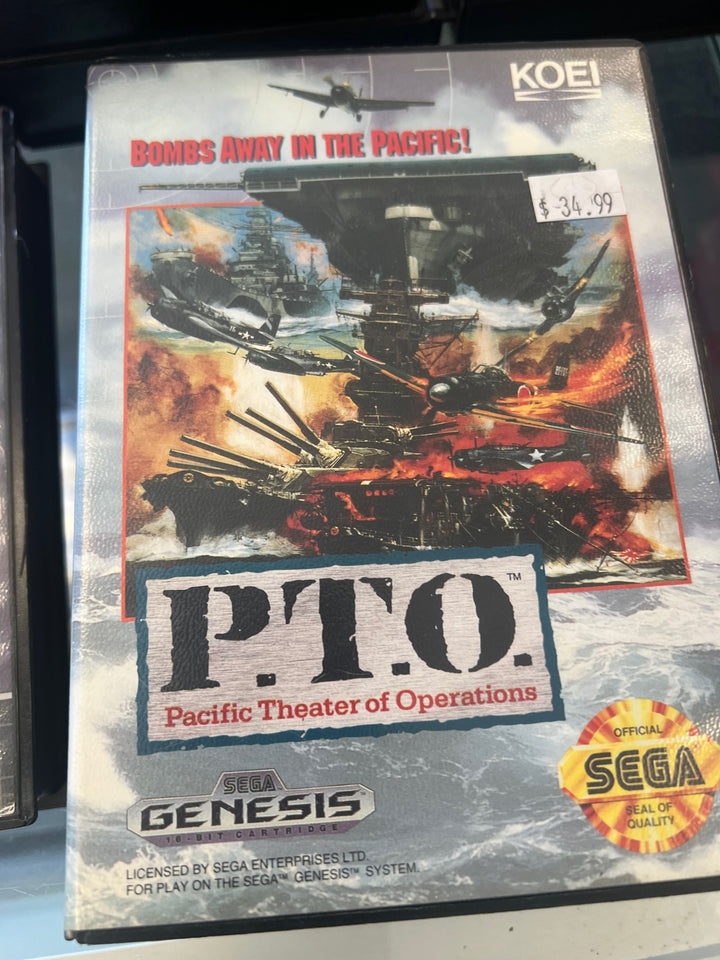 KOEI
BOMBS AWAY IN THE PACIFIC!
$ 34.99
P.T.O.™
Pacific Theater of Operations
OFFICIAL
SEGA
SEAL OF
QUALITY
SEGA
GENESIS
16-BIT CARTRIDGE
LICENSED BY SEGA ENTERPRISES LTD.
FOR PLAY ON THE SEGA™ GENESIS™ SYSTEM.